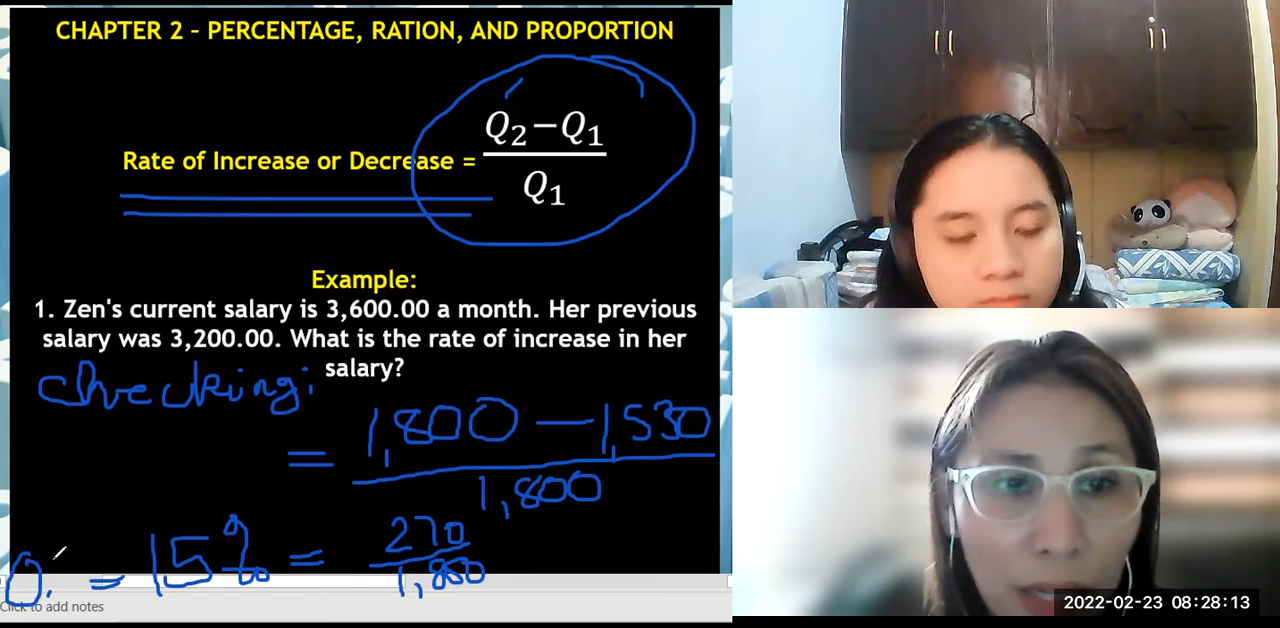 CHAPTER 2 – PERCENTAGE, RATION, AND PROPORTION
Rate of Increase or Decrease = Q₂−Q₁
Q₁
Example:
1. Zen's current salary is 3,600.00 a month. Her previous
salary was 3,200.00. What is the rate of increase in her
salary?
Checking:
= 1,800 – 1,530
1,800
0. = 15% = 270
1,800
Click to add notes
2022-02-23 08:28:13